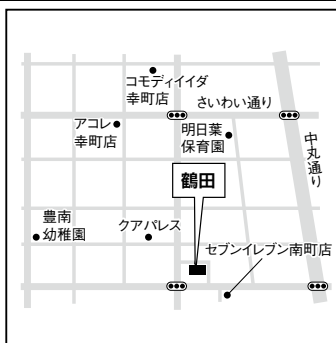 コモディイイダ
幸町店
さいわい通り
アコレ
幸町店
明日葉
保育園
中丸通り
鶴田
豊南
幼稚園
クアパレス
セブンイレブン南町店